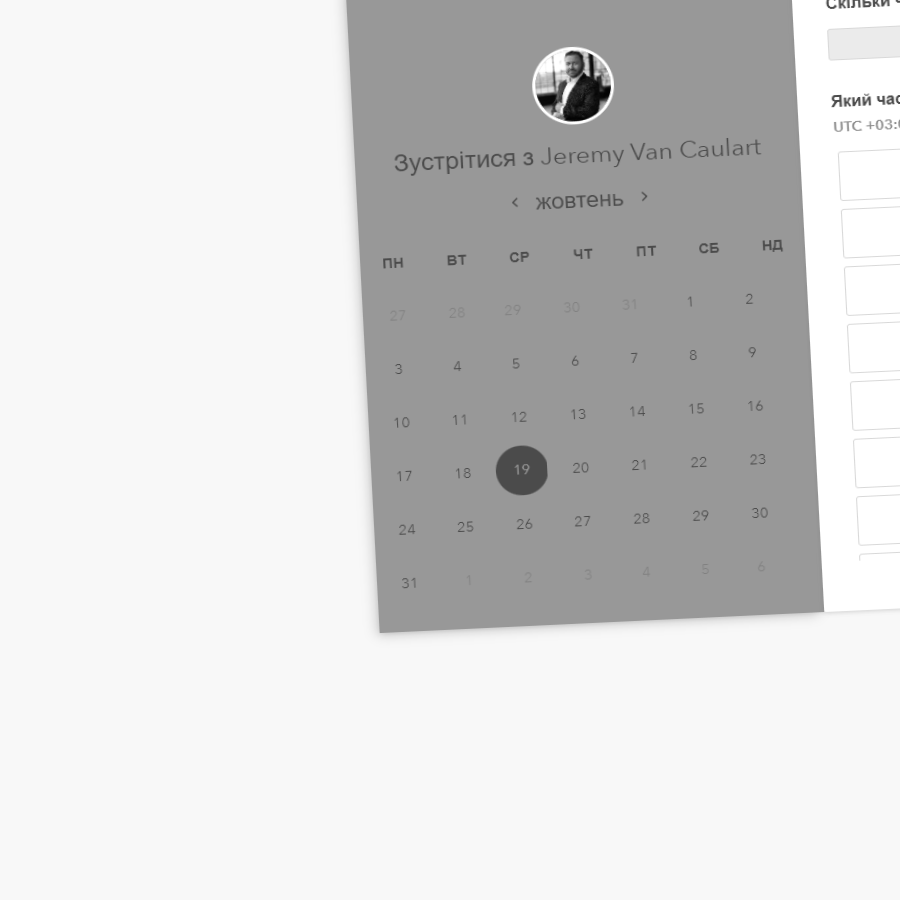 Зустрітися з Jeremy Van Caulart
‹ жовтень ›
ПН ВТ СР ЧТ ПТ СБ НД
27 28 29 30 31 1 2
3 4 5 6 7 8 9
10 11 12 13 14 15 16
17 18 19 20 21 22 23
24 25 26 27 28 29 30
31 1 2 3 4 5 6
Скільки
Який час
UTC +03: